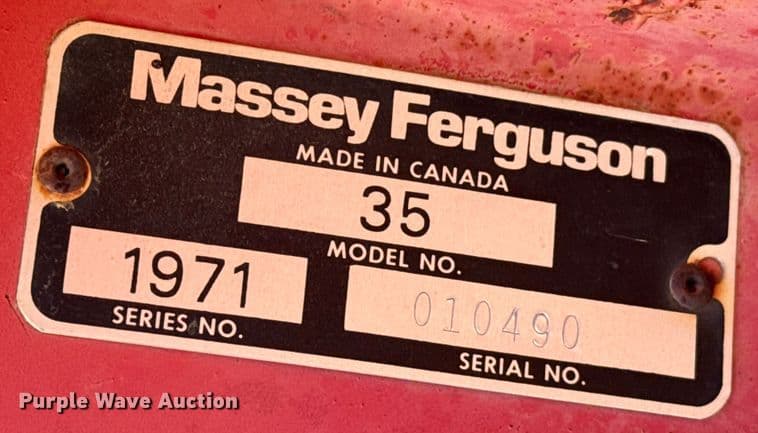 Massey Ferguson
MADE IN CANADA
35
MODEL NO.
1971
SERIES NO.
010490
SERIAL NO.
Purple Wave Auction